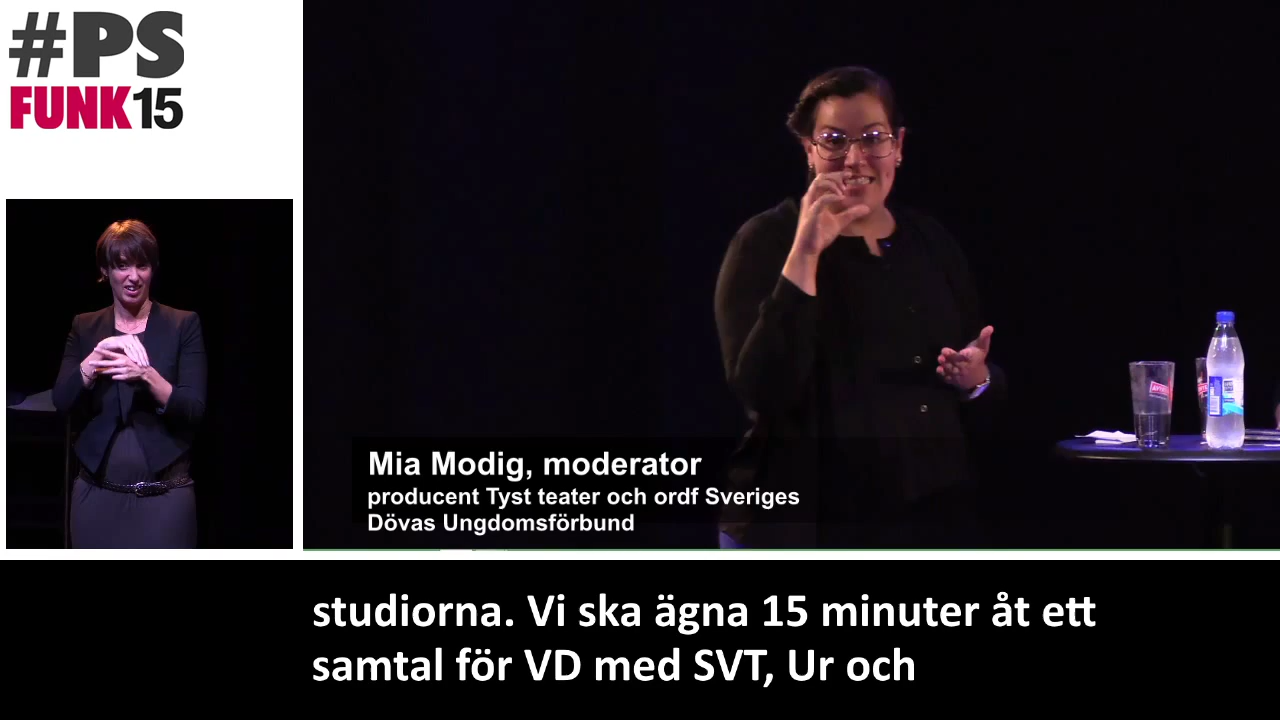 #PS
FUNK15
Mia Modig, moderator
producent Tyst teater och ordf Sveriges
Dövas Ungdomsförbund
studiorna. Vi ska ägna 15 minuter åt ett
samtal för VD med SVT, Ur och